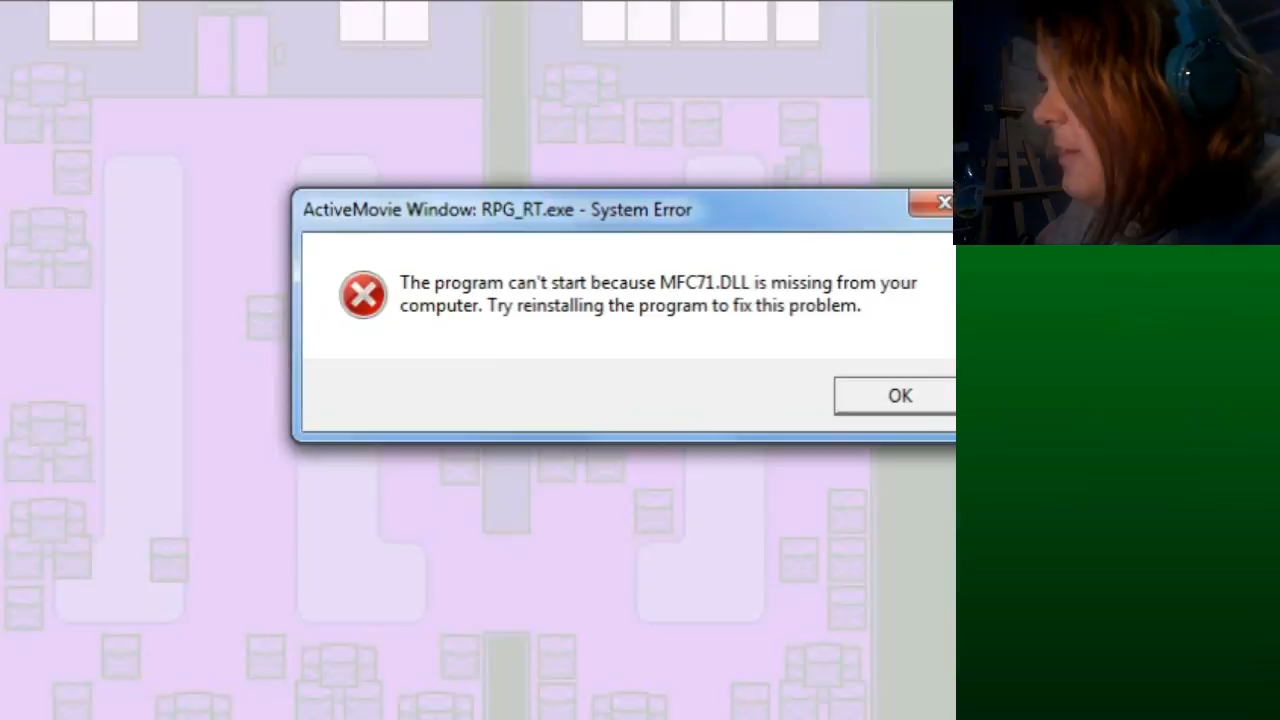 ActiveMovie Window: RPG_RT.exe - System Error
The program can't start because MFC71.DLL is missing from your
computer. Try reinstalling the program to fix this problem.
OK